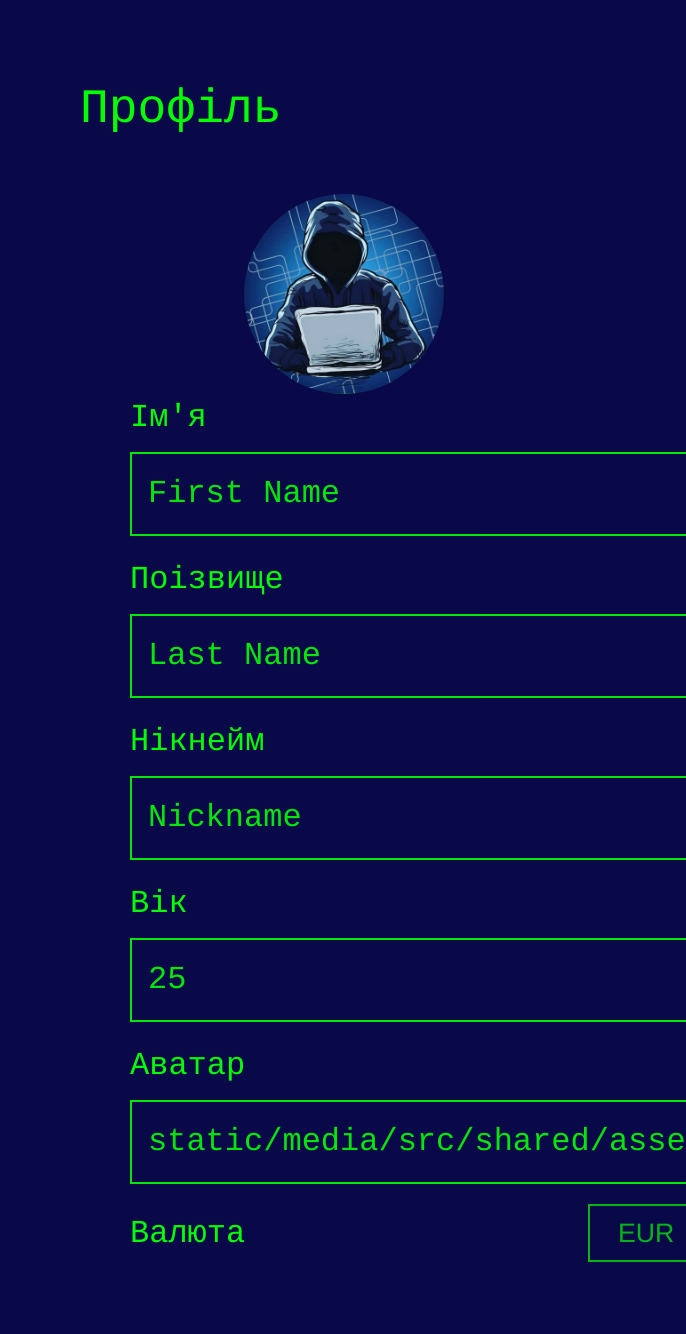 Профіль
Ім'я
First Name
Поізвище
Last Name
Нікнейм
Nickname
Вік
25
Аватар
static/media/src/shared/asse
Валюта
EUR